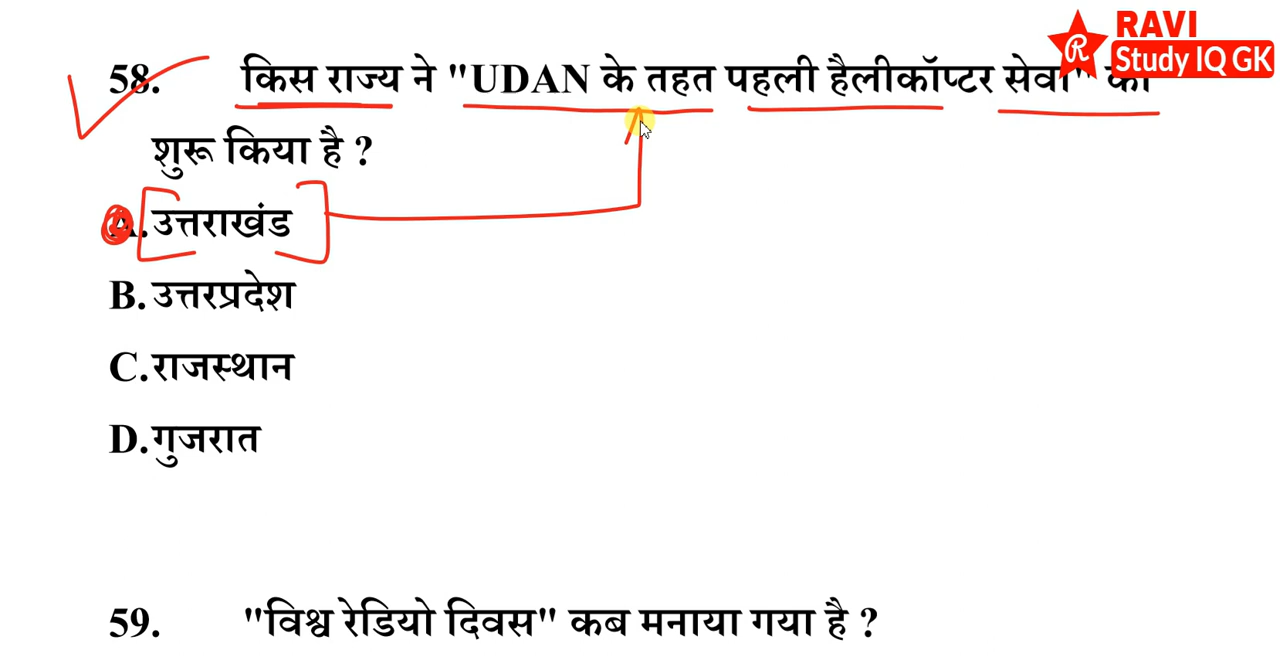 RAVI
Study IQ GK
58. किस राज्य ने "UDAN के तहत पहली हैलीकॉप्टर सेवा" को
शुरू किया है ?
A. उत्तराखंड
B. उत्तरप्रदेश
C. राजस्थान
D. गुजरात
59. "विश्व रेडियो दिवस" कब मनाया गया है ?